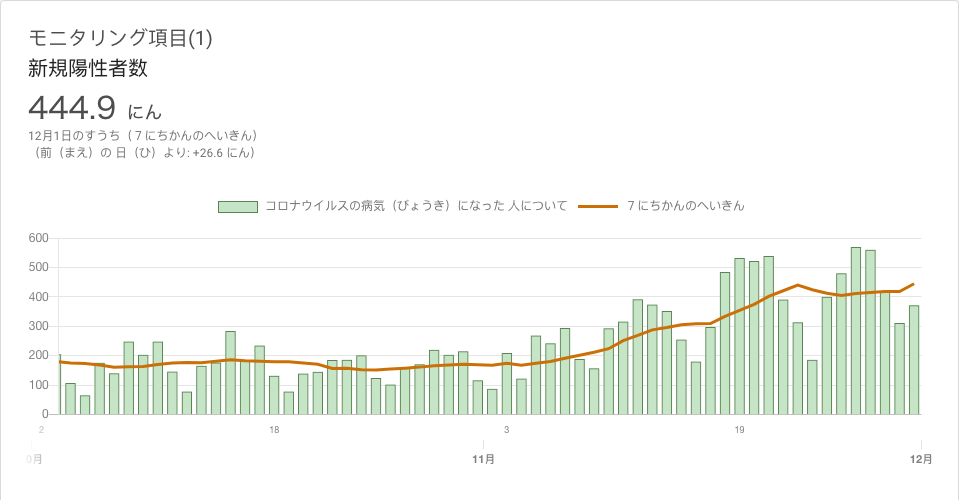 モニタリング項目(1)
新規陽性者数
444.9 にん
12月1日のすうち（７にちかんのへいきん）
（前（まえ）の 日（ひ）より: +26.6 にん）
コロナウイルスの病気（びょうき）になった 人について ７にちかんのへいきん
600
500
400
300
200
100
0
2 18 3 19
0月 11月 12月